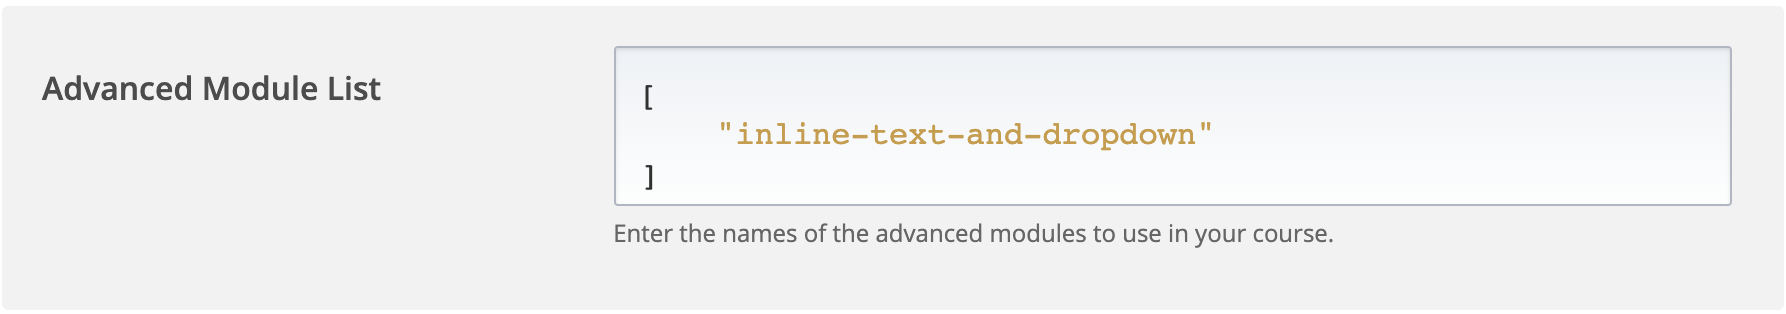 Advanced Module List
[
"inline-text-and-dropdown"
]
Enter the names of the advanced modules to use in your course.